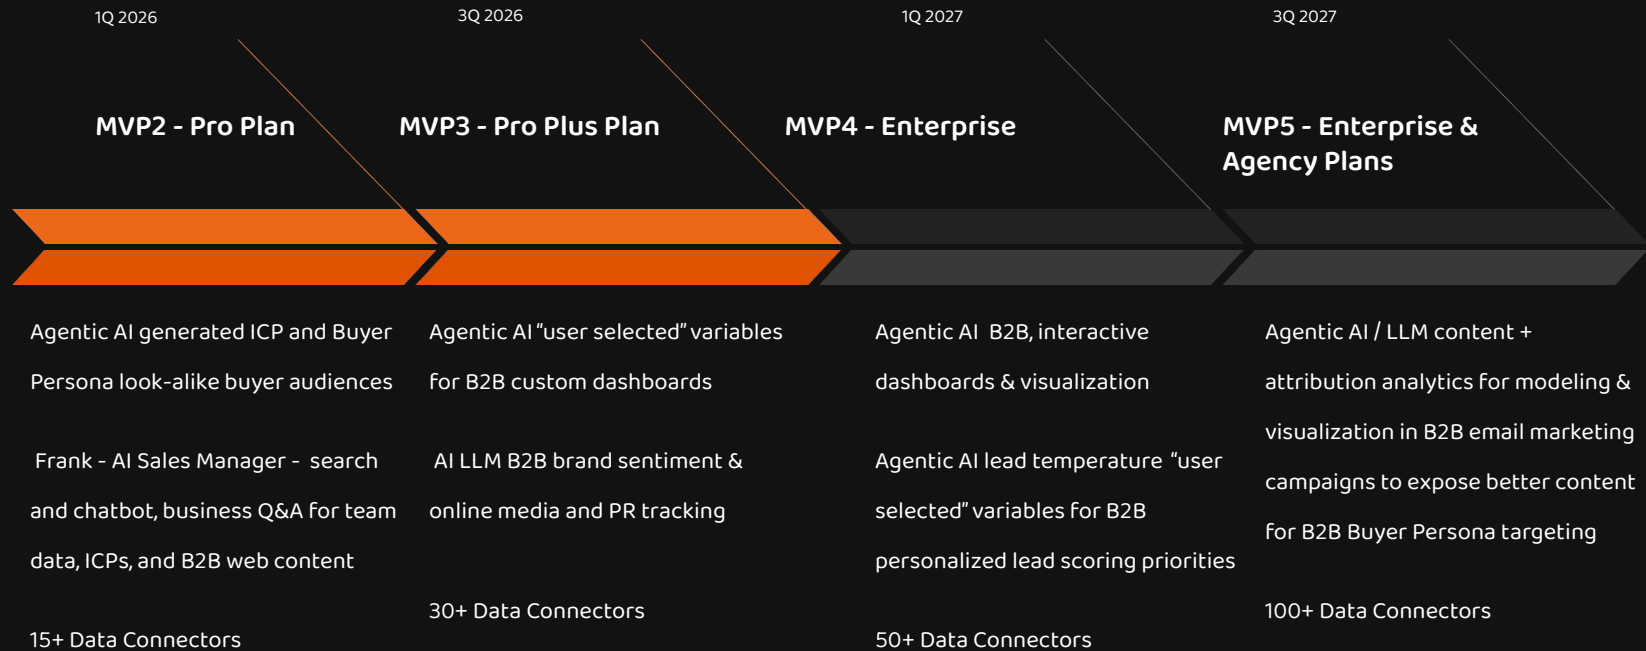 1Q 2026
3Q 2026
1Q 2027
3Q 2027
MVP2 - Pro Plan
MVP3 - Pro Plus Plan
MVP4 - Enterprise
MVP5 - Enterprise &
Agency Plans
Agentic AI generated ICP and Buyer
Persona look-alike buyer audiences
Frank - AI Sales Manager - search
and chatbot, business Q&A for team
data, ICPs, and B2B web content
15+ Data Connectors
Agentic AI “user selected” variables
for B2B custom dashboards
AI LLM B2B brand sentiment &
online media and PR tracking
30+ Data Connectors
Agentic AI B2B, interactive
dashboards & visualization
Agentic AI lead temperature “user
selected” variables for B2B
personalized lead scoring priorities
50+ Data Connectors
Agentic AI / LLM content +
attribution analytics for modeling &
visualization in B2B email marketing
campaigns to expose better content
for B2B Buyer Persona targeting
100+ Data Connectors